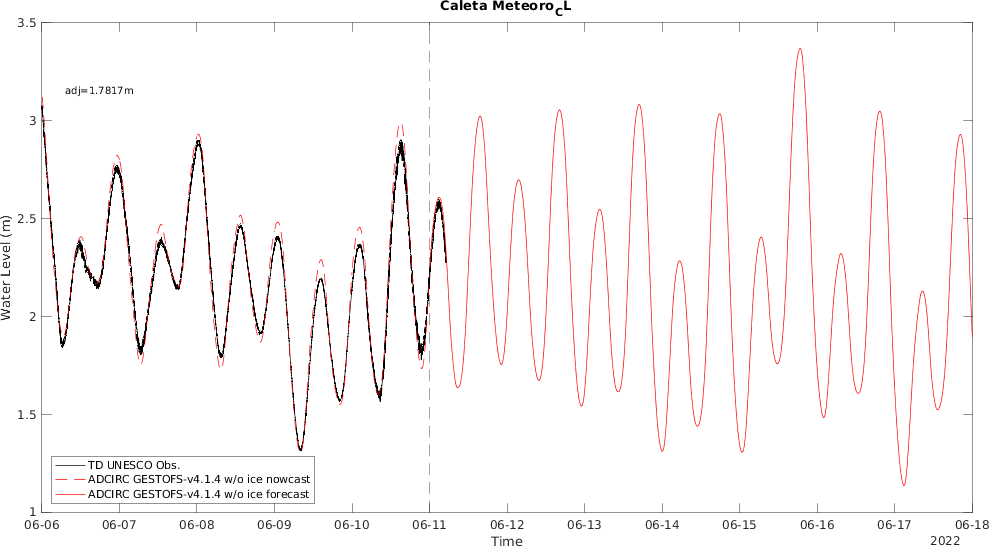 Caleta Meteoro_CL
adj=1.7817m
Water Level (m)
3.5
3
2.5
2
1.5
1
TD UNESCO Obs.
ADCIRC GESTOFS-v4.1.4 w/o ice nowcast
ADCIRC GESTOFS-v4.1.4 w/o ice forecast
06-06 06-07 06-08 06-09 06-10 06-11 06-12 06-13 06-14 06-15 06-16 06-17 06-18
Time
2022